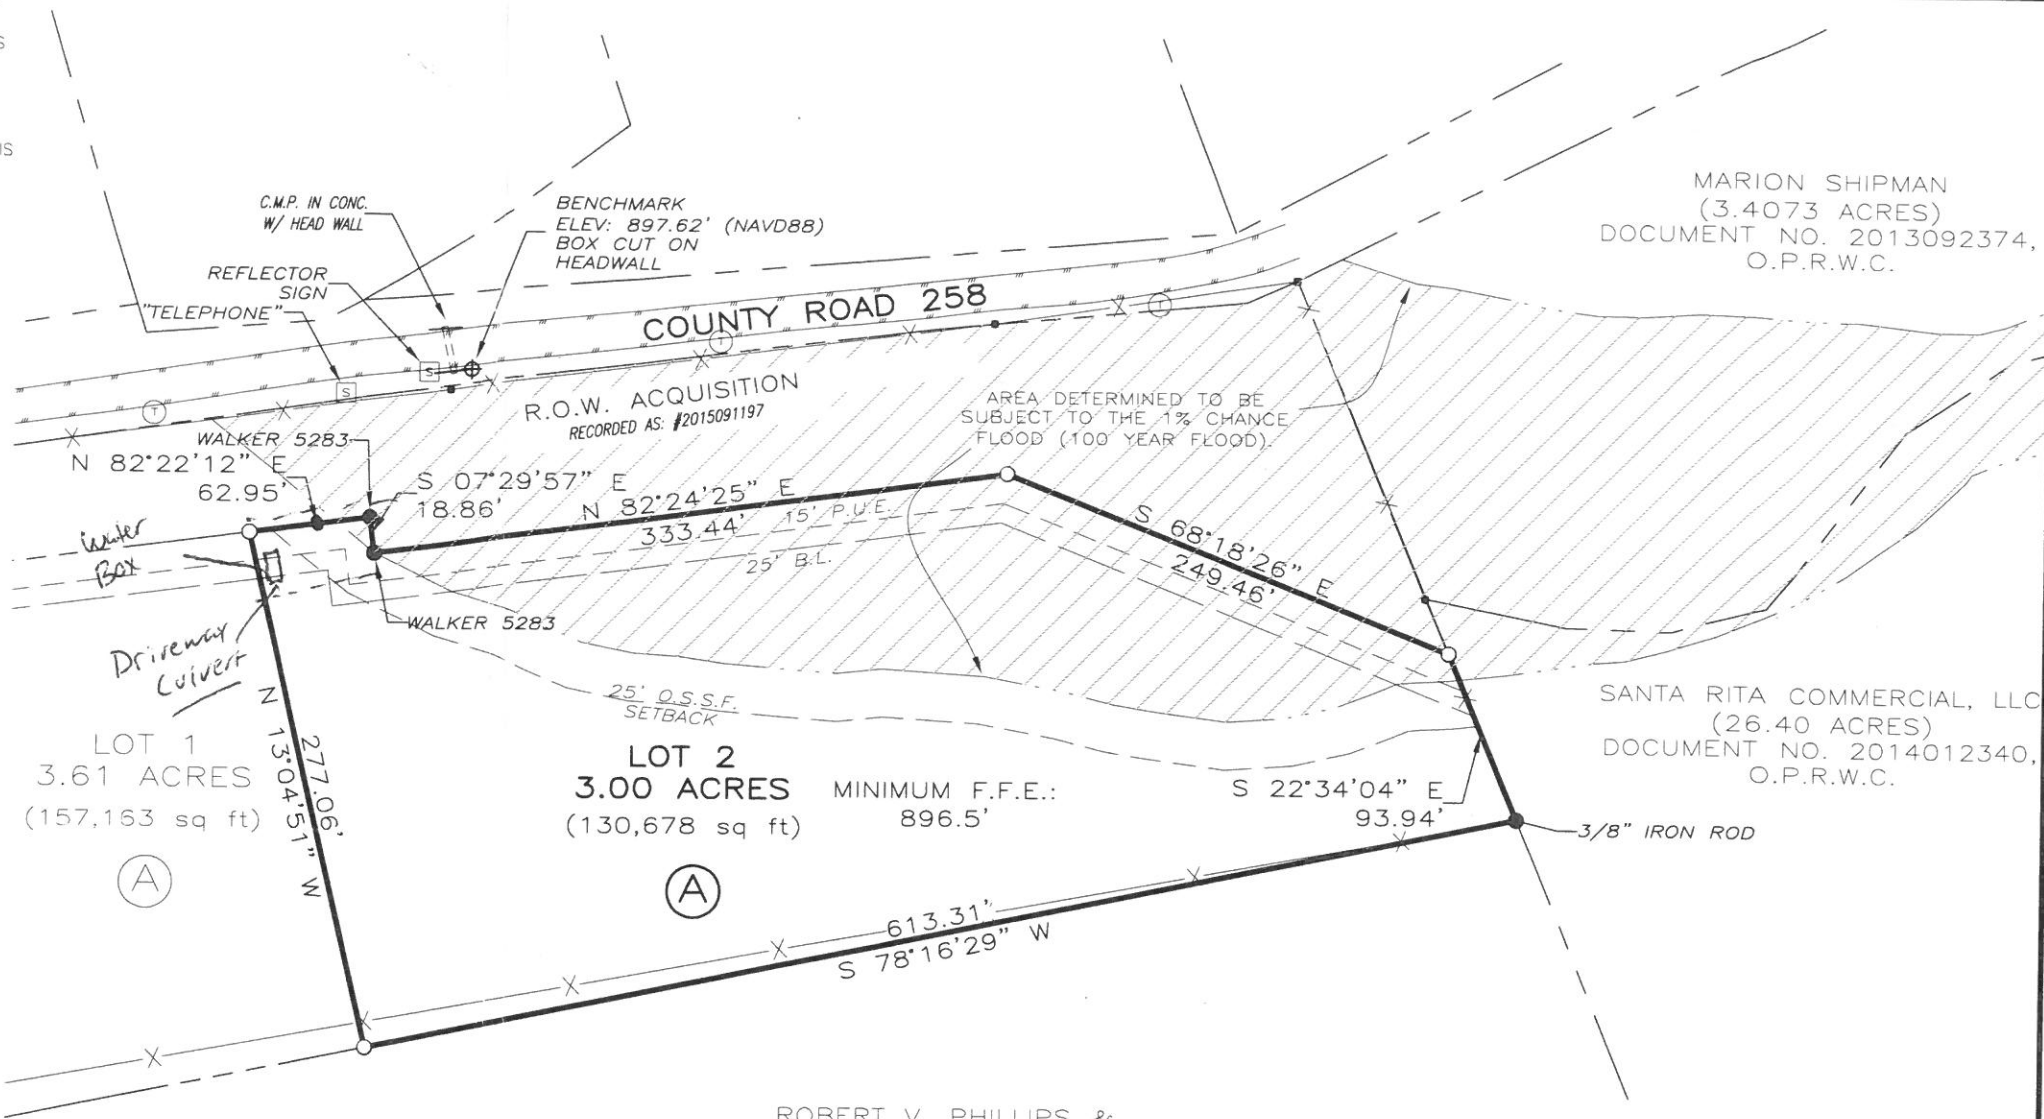 S
IS
C.M.P. IN CONC.
W/ HEAD WALL
BENCHMARK
ELEV: 897.62' (NAVD88)
BOX CUT ON
HEADWALL
REFLECTOR
SIGN
"TELEPHONE"
S
S
T
T
T
COUNTY ROAD 258
MARION SHIPMAN
(3.4073 ACRES)
DOCUMENT NO. 2013092374,
O.P.R.W.C.
R.O.W. ACQUISITION
RECORDED AS: #2015091197
AREA DETERMINED TO BE
SUBJECT TO THE 1% CHANCE
FLOOD (100 YEAR FLOOD).
WALKER 5283
N 82°22'12" E
62.95'
S 07°29'57" E
18.86'
N 82°24'25" E
333.44'
15' P.U.E.
25' B.L.
S 68°18'26" E
249.46'
Water
Box
WALKER 5283
Driveway
Culvert
25' O.S.S.F.
SETBACK
N 13°04'51" W
277.06'
LOT 1
3.61 ACRES
(157,163 sq ft)
A
LOT 2
3.00 ACRES
(130,678 sq ft)
A
MINIMUM F.F.E.:
896.5'
SANTA RITA COMMERCIAL, LLC
(26.40 ACRES)
DOCUMENT NO. 2014012340,
O.P.R.W.C.
S 22°34'04" E
93.94'
3/8" IRON ROD
613.31'
S 78°16'29" W
ROBERT V. PHILLIPS &